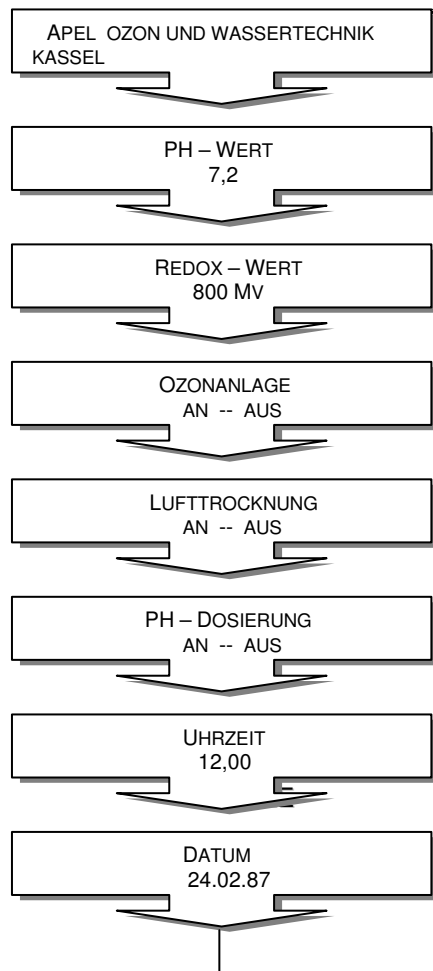 APEL OZON UND WASSERTECHNIK
KASSEL
PH – WERT
7,2
REDOX – WERT
800 MV
OZONANLAGE
AN -- AUS
LUFTTROCKNUNG
AN -- AUS
PH – DOSIERUNG
AN -- AUS
UHRZEIT
12,00
DATUM
24.02.87